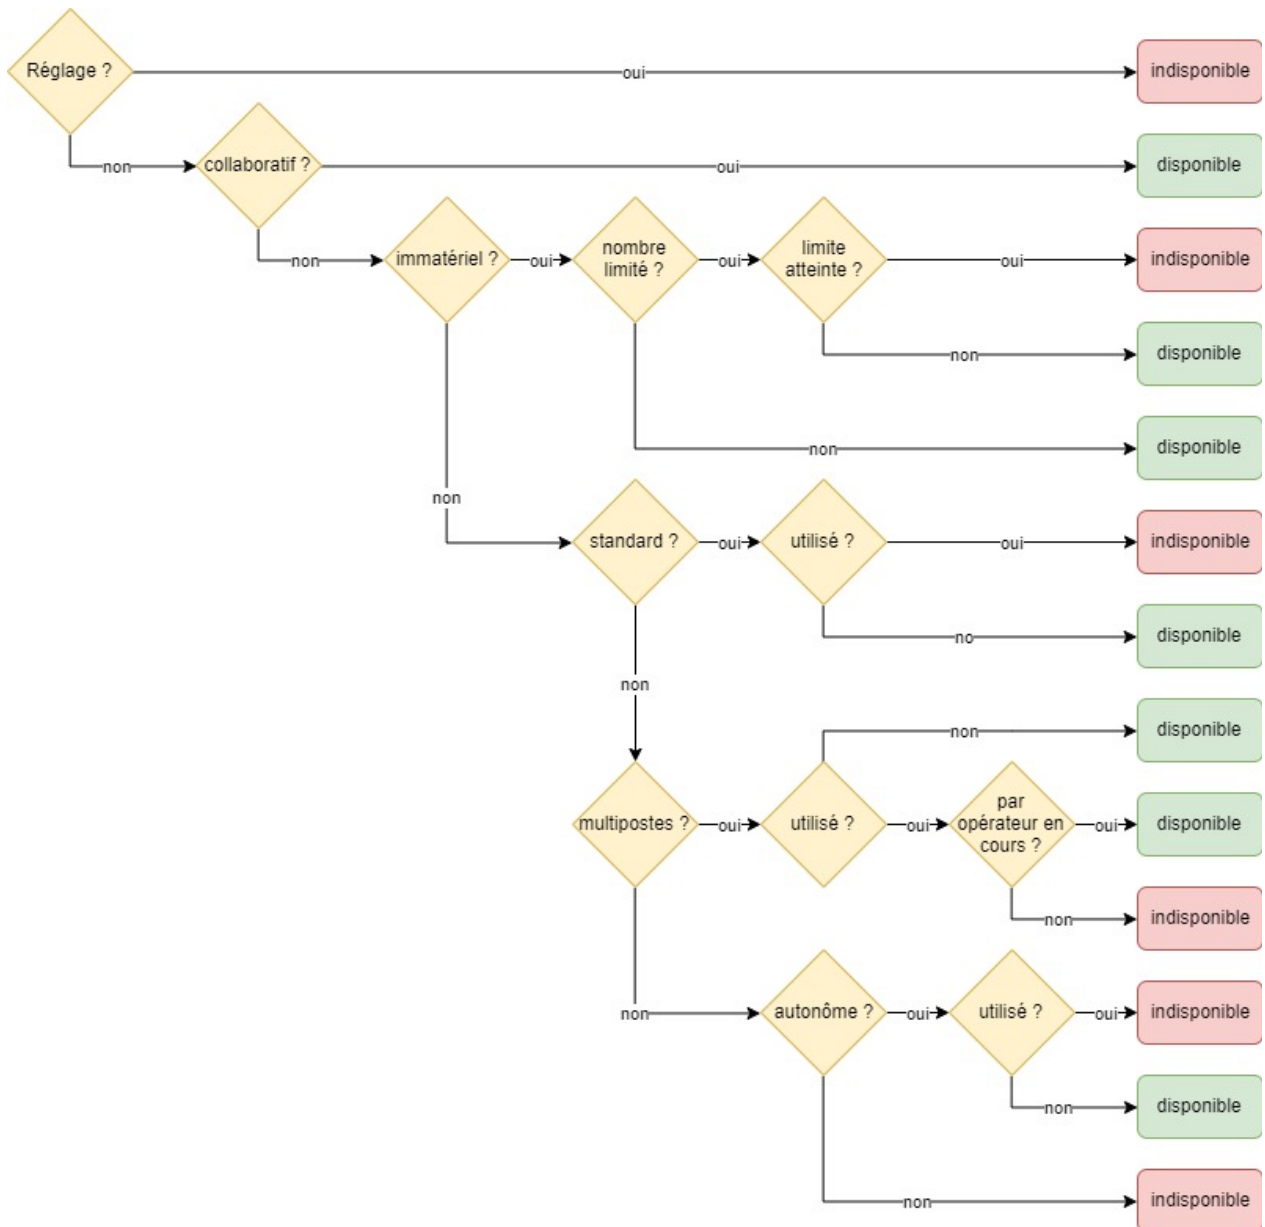 Réglage ?
oui
indisponible
non
collaboratif ?
oui
disponible
non
immatériel ?
oui
nombre
limité ?
oui
limite
atteinte ?
oui
indisponible
non
disponible
non
disponible
non
standard ?
oui
utilisé ?
oui
indisponible
no
disponible
non
non
disponible
multipostes ?
oui
utilisé ?
oui
par
opérateur en
cours ?
oui
disponible
non
indisponible
non
autonôme ?
oui
utilisé ?
oui
indisponible
non
disponible
non
indisponible